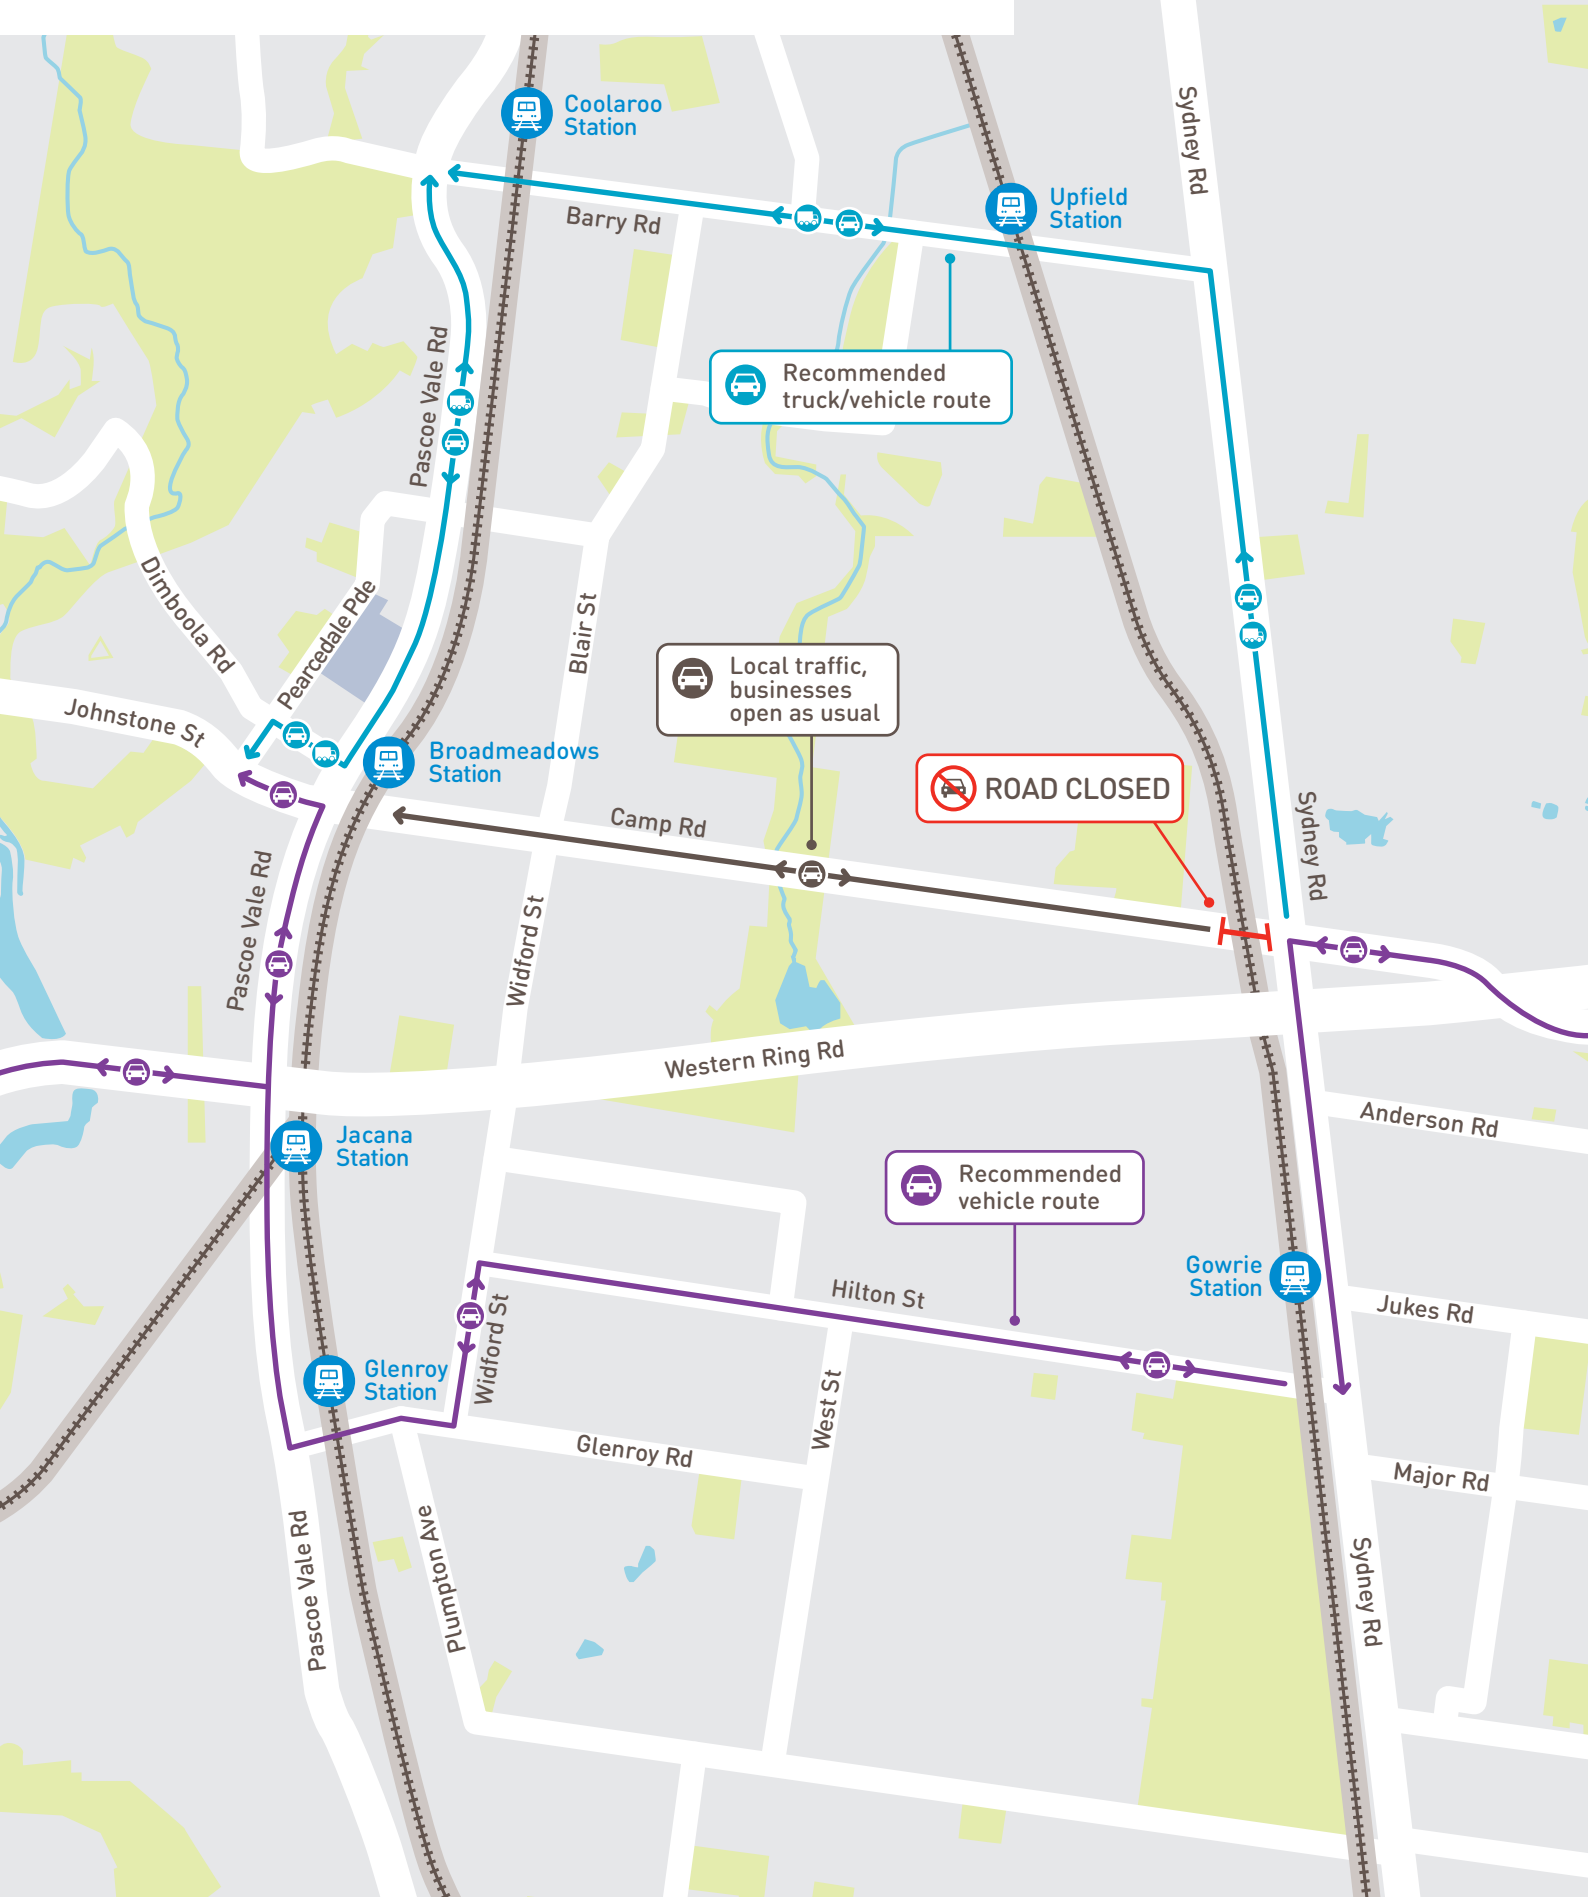 Coolaroo
Station
Sydney Rd
Upfield
Station
Barry Rd
Pascoe Vale Rd
Recommended
truck/vehicle route
Dimboola Rd
Pearcedale Pde
Blair St
Local traffic,
businesses
open as usual
Johnstone St
Broadmeadows
Station
ROAD CLOSED
Camp Rd
Sydney Rd
Pascoe Vale Rd
Widford St
Western Ring Rd
Anderson Rd
Jacana
Station
Recommended
vehicle route
Gowrie
Station
Hilton St
Jukes Rd
Widford St
Glenroy
Station
West St
Glenroy Rd
Major Rd
Pascoe Vale Rd
Plumpton Ave
Sydney Rd